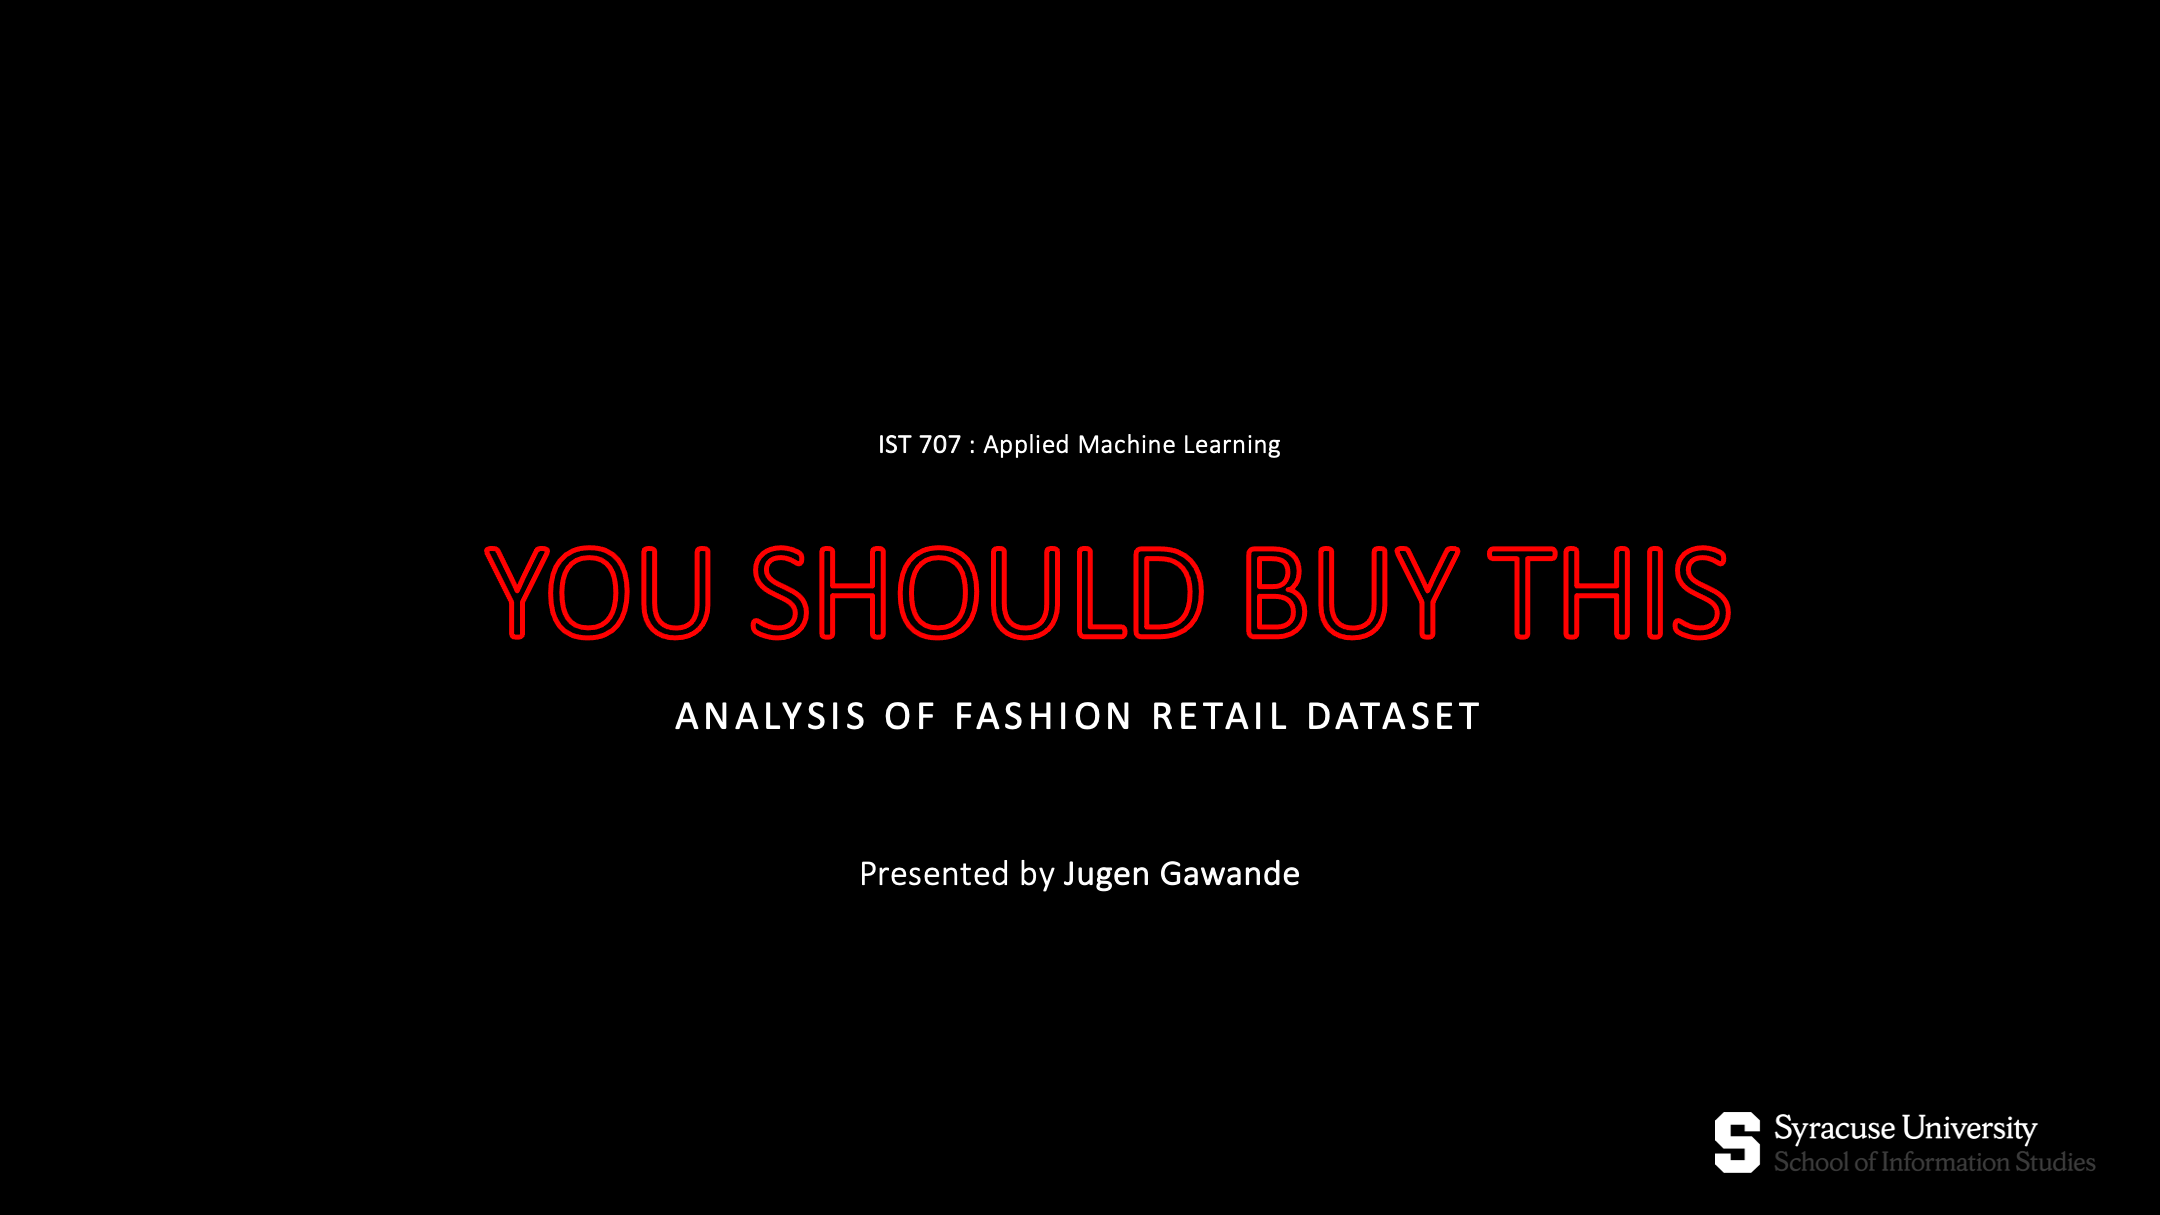 IST 707 : Applied Machine Learning
YOU SHOULD BUY THIS
ANALYSIS OF FASHION RETAIL DATASET
Presented by Jugen Gawande
S Syracuse University
School of Information Studies